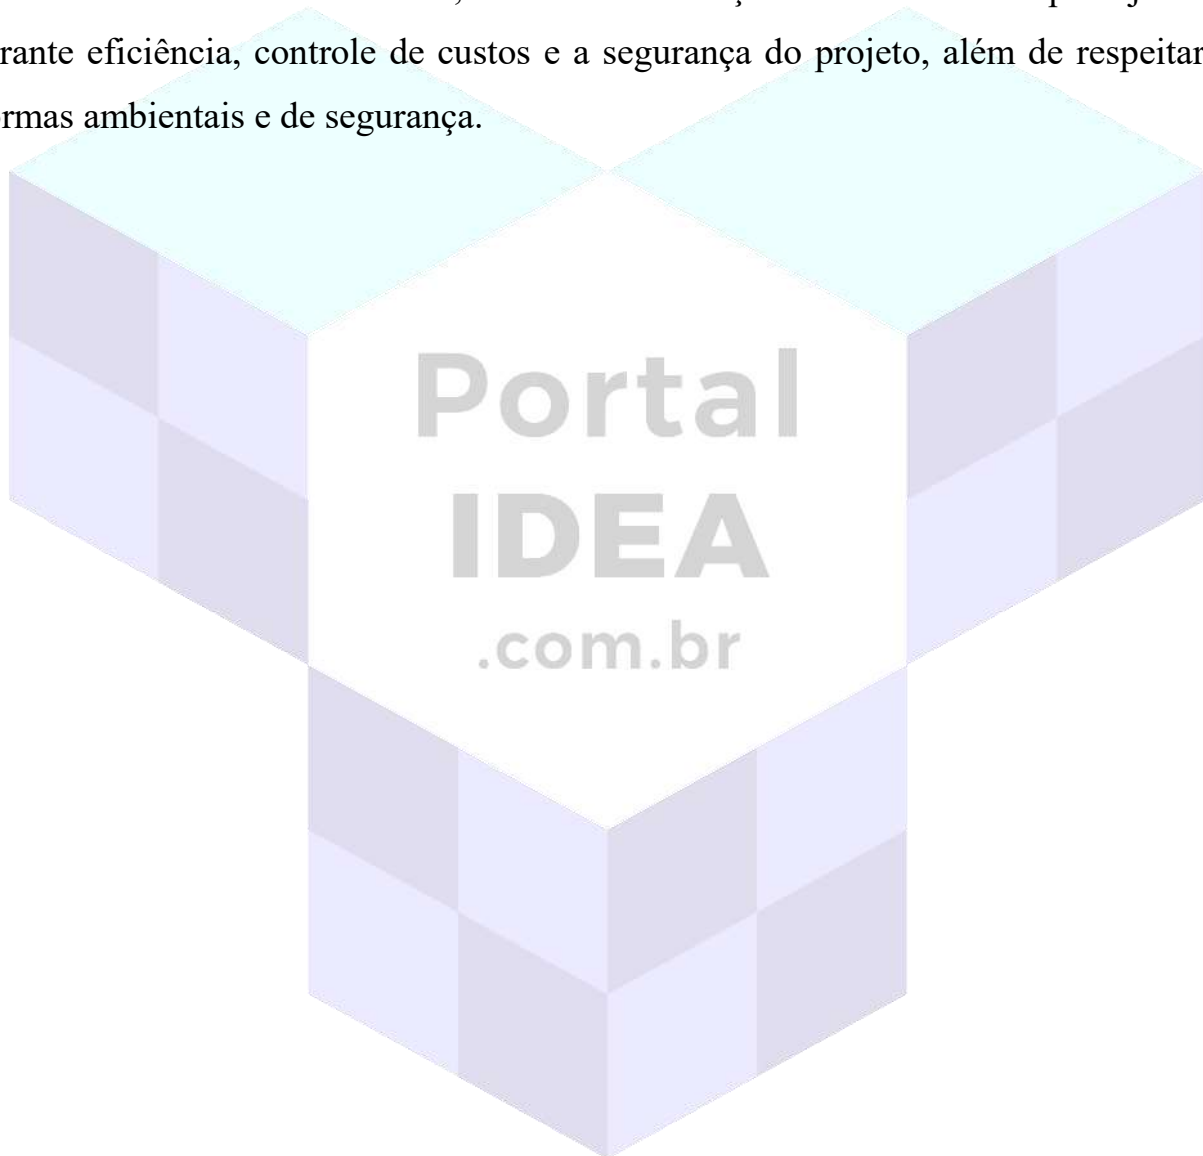 rante eficiência, controle de custos e a segurança do projeto, além de respeitar
rmas ambientais e de segurança.
Portal
IDEA
.com.br